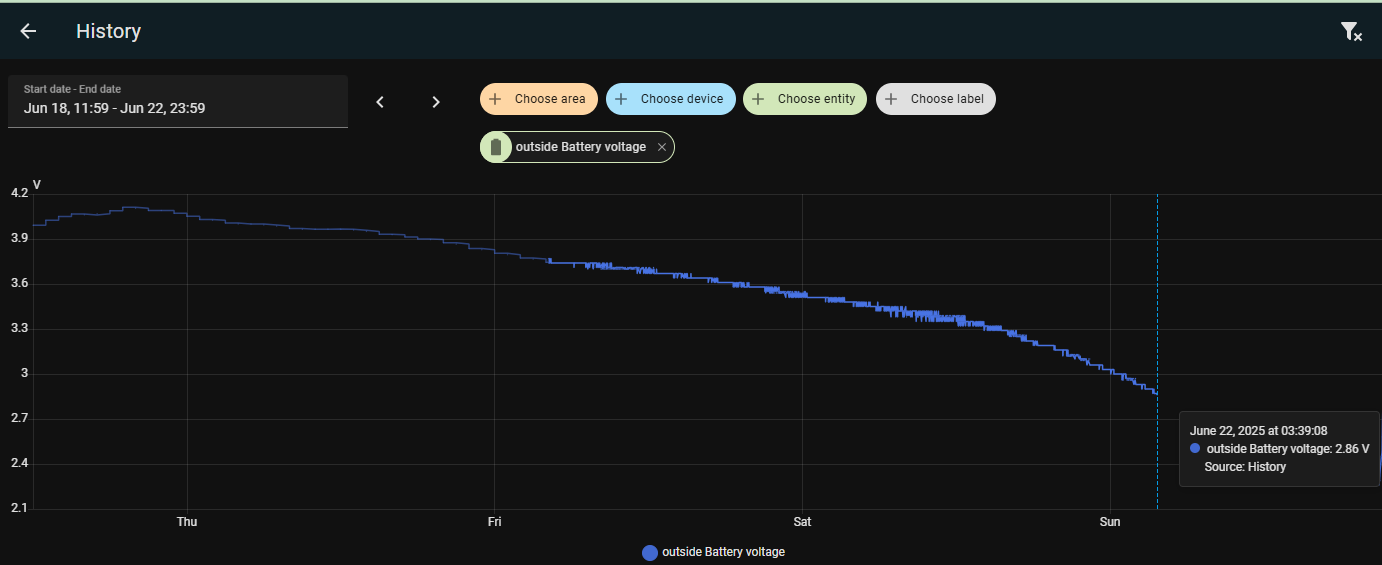 History
Start date - End date
Jun 18, 11:59 - Jun 22, 23:59
Choose area
Choose device
Choose entity
Choose label
outside Battery voltage
V
4.2
3.9
3.6
3.3
3
2.7
2.4
2.1
Thu
Fri
Sat
Sun
June 22, 2025 at 03:39:08
outside Battery voltage: 2.86 V
Source: History
outside Battery voltage